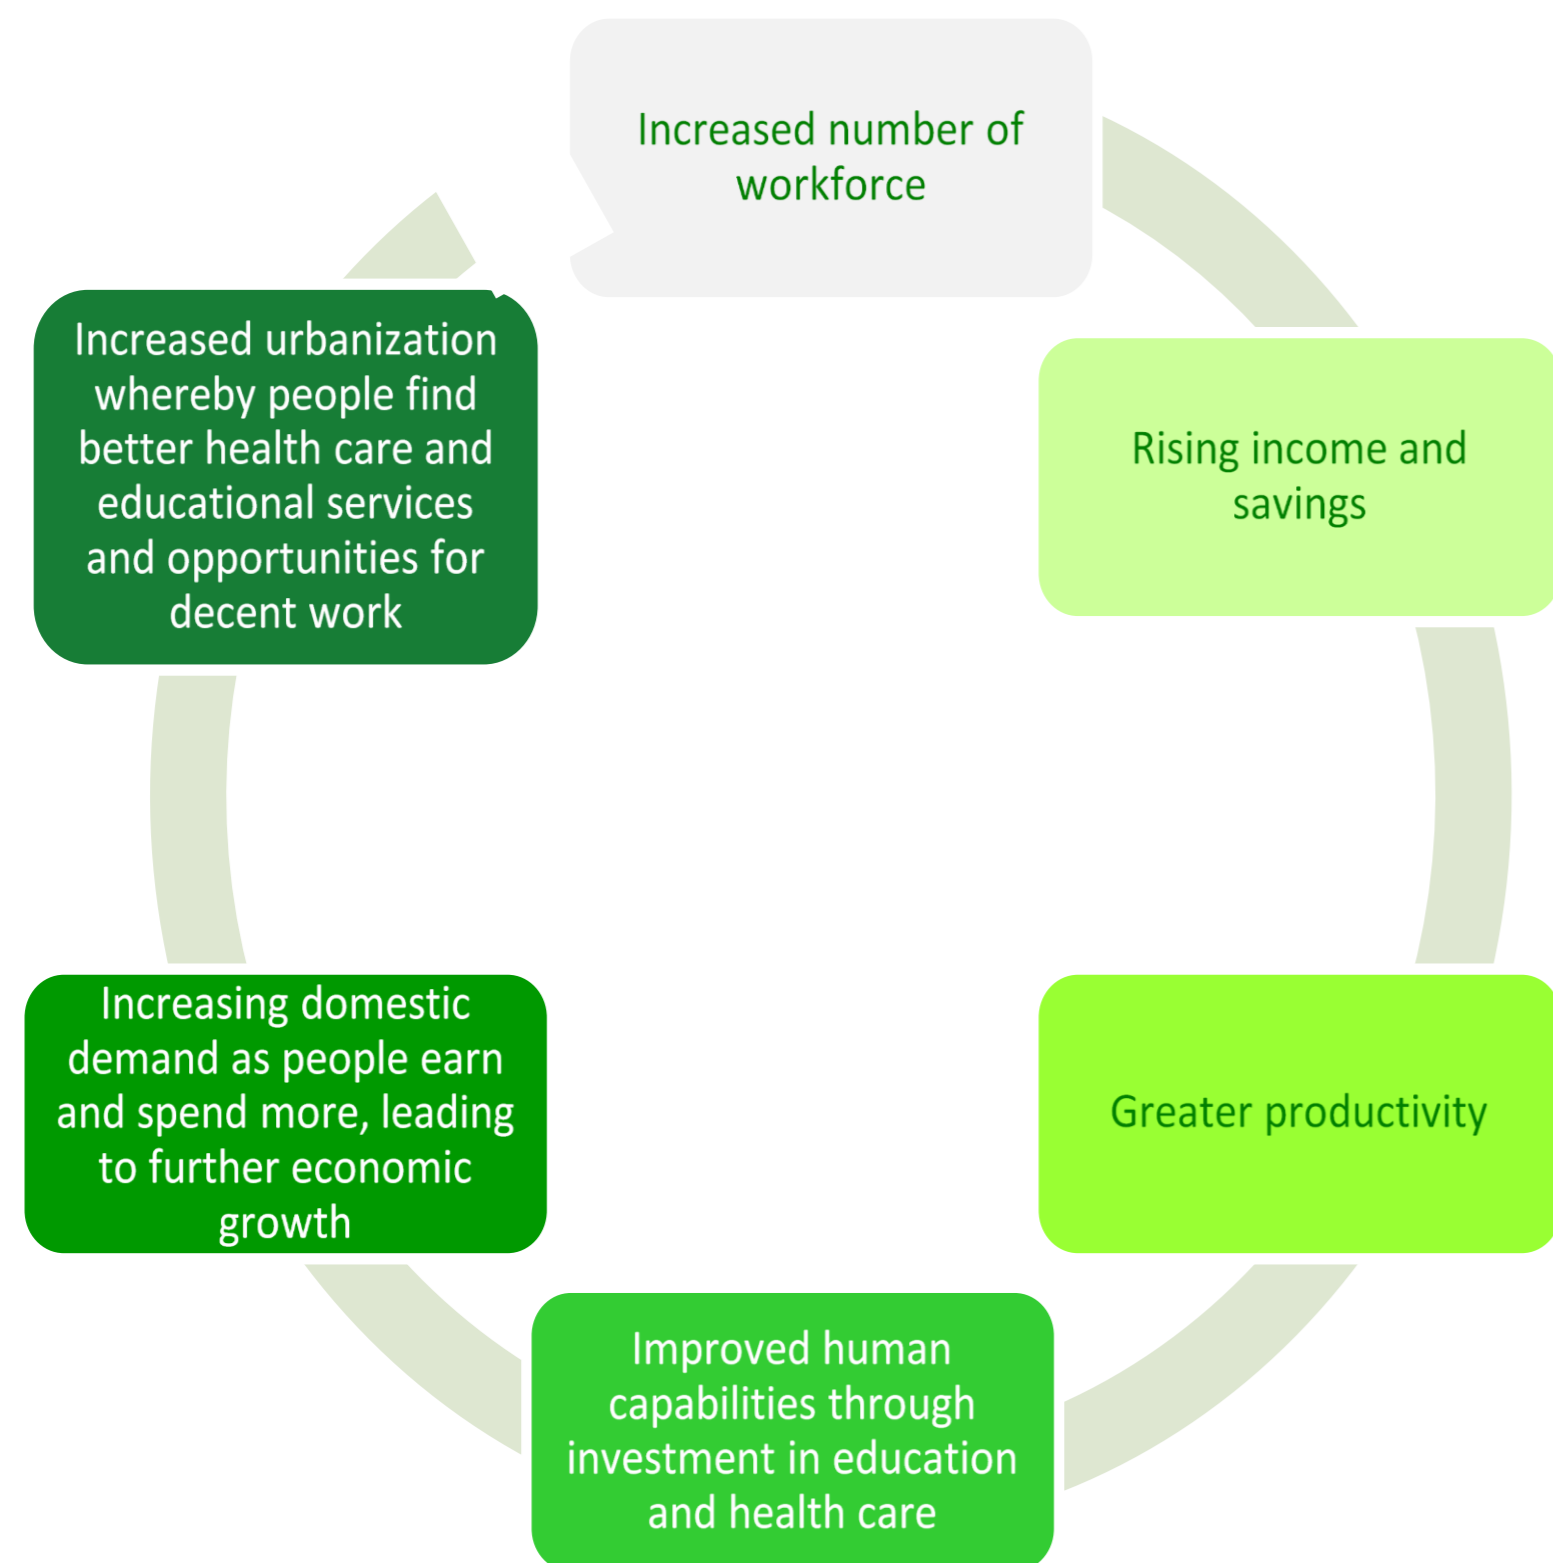 Increased number of
workforce
Rising income and
savings
Greater productivity
Improved human
capabilities through
investment in education
and health care
Increasing domestic
demand as people earn
and spend more, leading
to further economic
growth
Increased urbanization
whereby people find
better health care and
educational services
and opportunities for
decent work